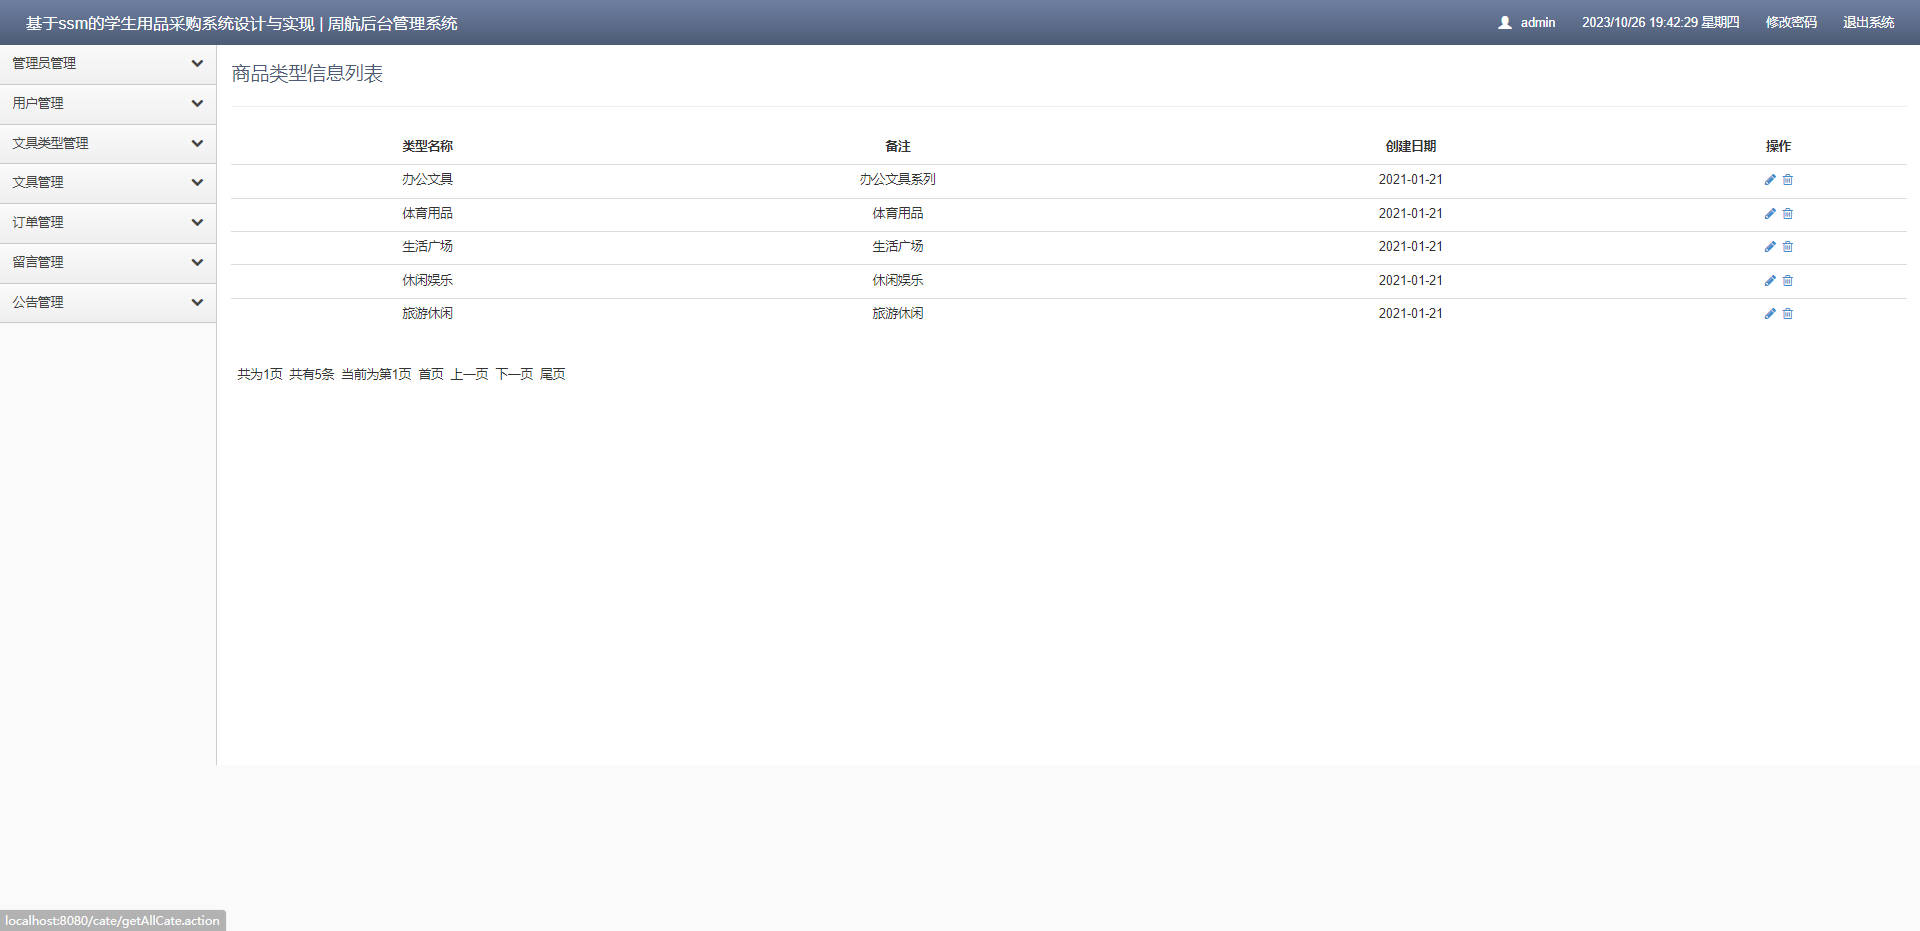 基于ssm的学生用品采购系统设计与实现 | 周航后台管理系统
admin 2023/10/26 19:42:29 星期四 修改密码 退出系统
管理员管理
用户管理
文具类型管理
文具管理
订单管理
留言管理
公告管理
商品类型信息列表
类型名称 备注 创建日期 操作
办公文具 办公文具系列 2021-01-21
体育用品 体育用品 2021-01-21
生活广场 生活广场 2021-01-21
休闲娱乐 休闲娱乐 2021-01-21
旅游休闲 旅游休闲 2021-01-21
共为1页 共有5条 当前为第1页 首页 上一页 下一页 尾页
localhost:8080/cate/getAllCate.action